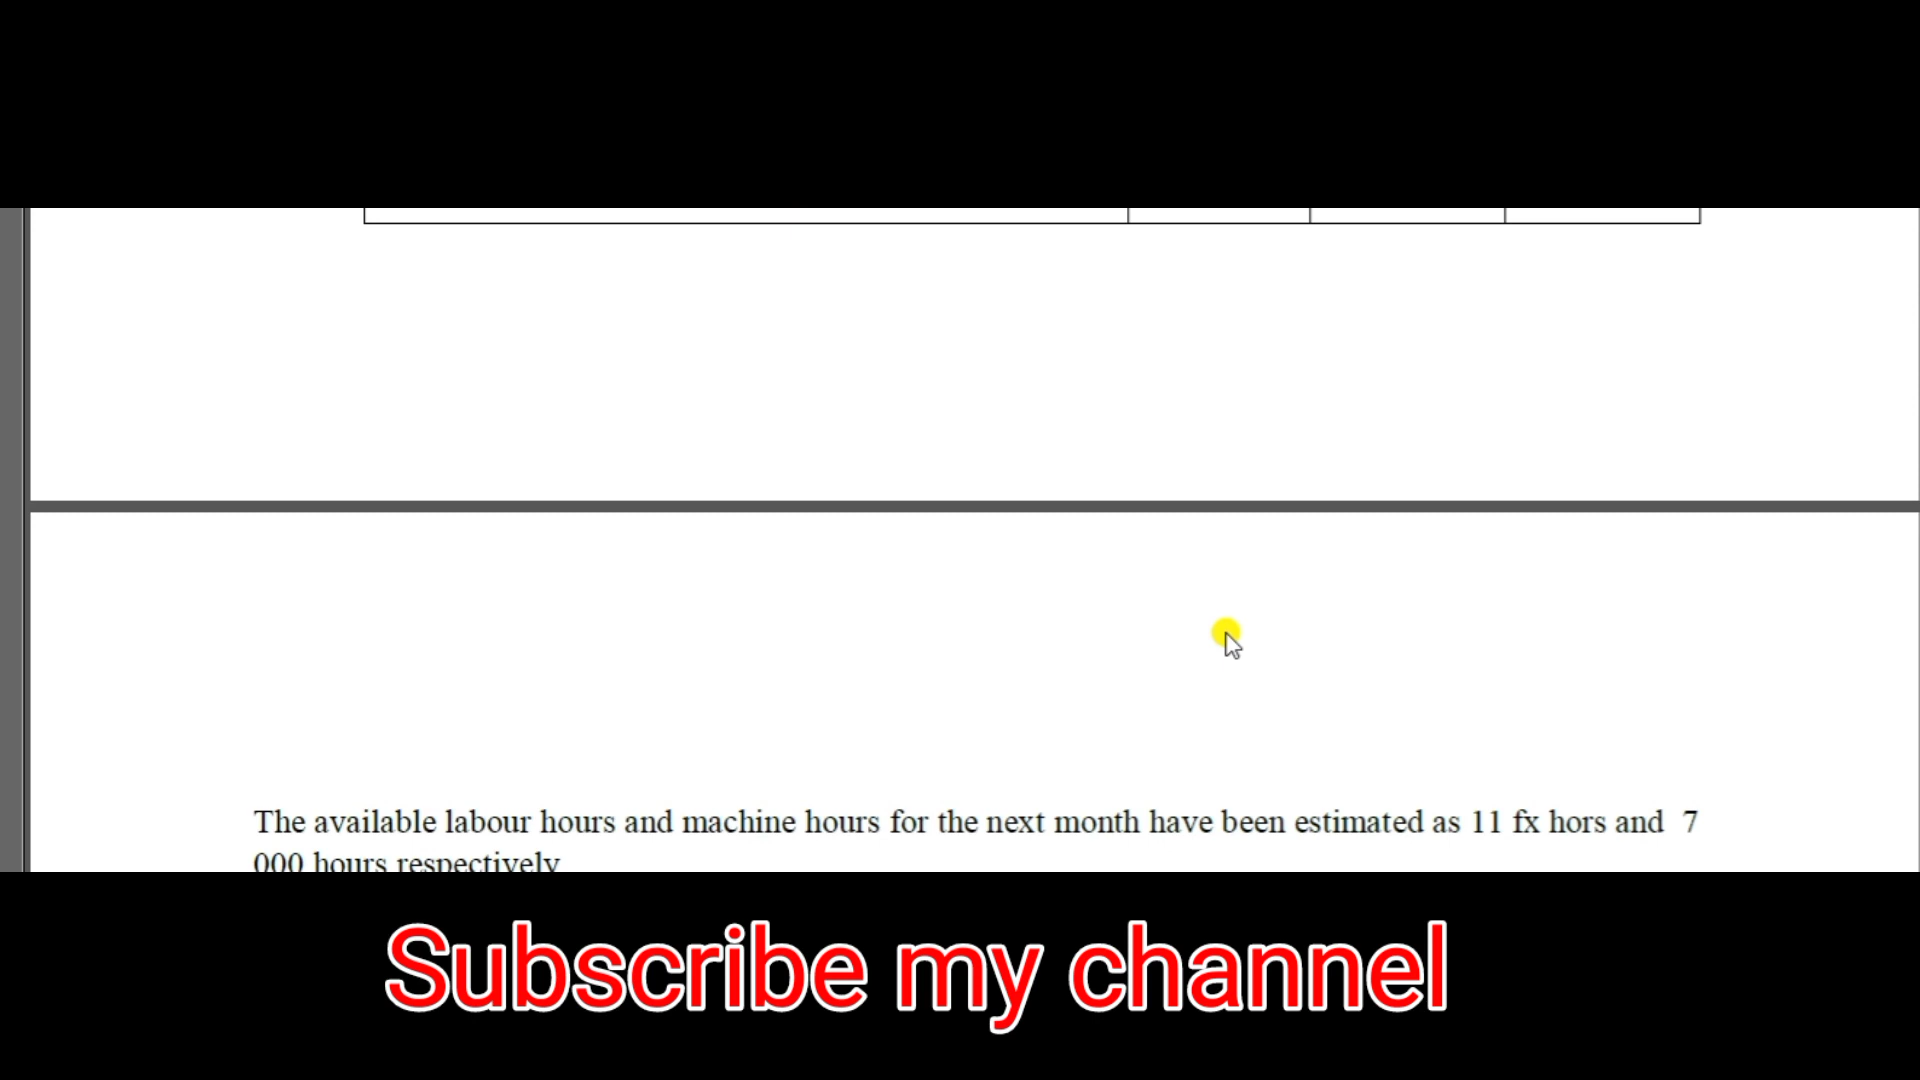 The available labour hours and machine hours for the next month have been estimated as 11 fx hors and 7
000 hours respectively
Subscribe my channel